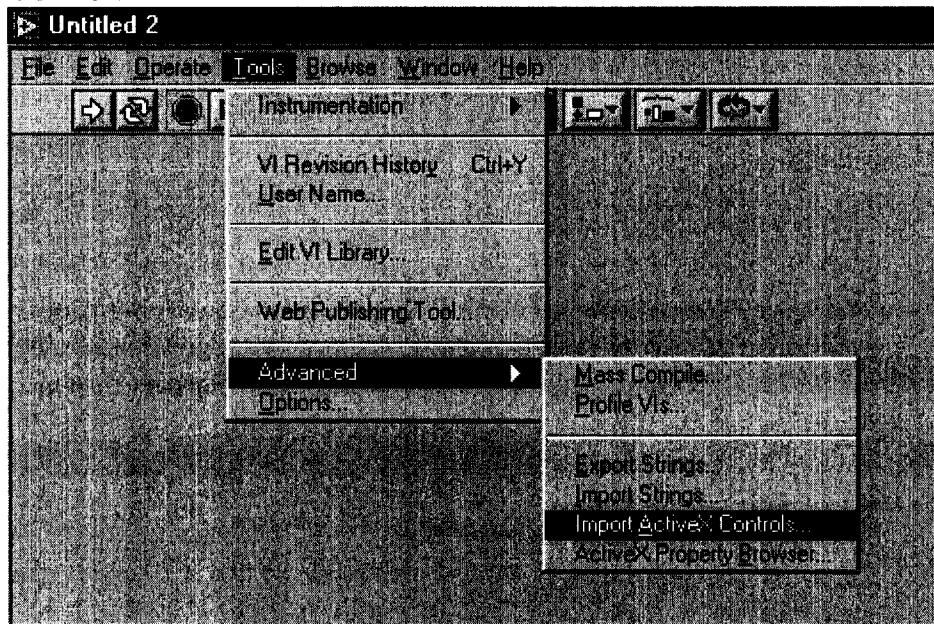 Untitled 2
File Edit Operate Tools Browse Window Help
Instrumentation
VI Revision History Ctrl+Y
User Name...
Edit VI Library...
Web Publishing Tool...
Advanced
Options...
Mass Compile...
Profile VIs...
Export Strings...
Import Strings...
Import ActiveX Controls...
ActiveX Property Browser...